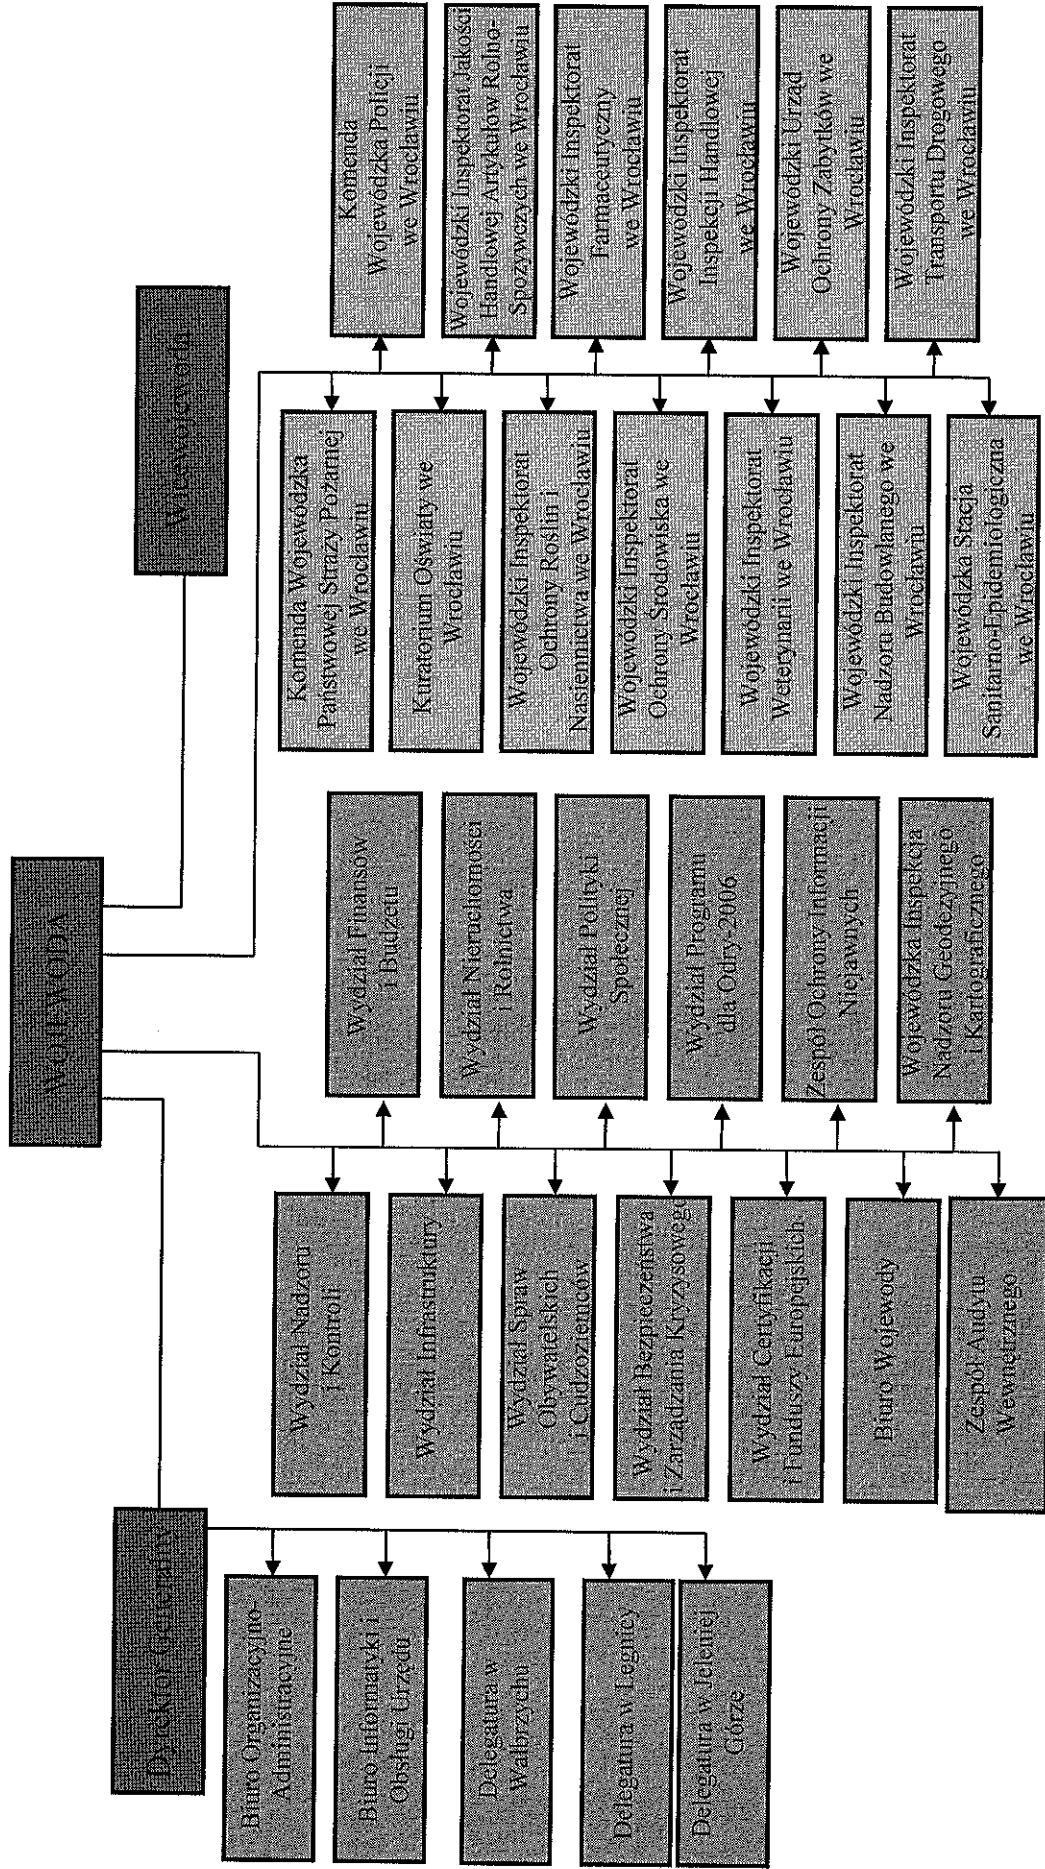 WOJEWODA
Dyrektor Generalny
Wicewojewoda
Biuro Organizacyjno-
Administracyjne
Biuro Informatyki i
Obsługi Urzędu
Delegatura w
Wałbrzychu
Delegatura w Legnicy
Delegatura w Jeleniej
Górze
Wydział Nadzoru
i Kontroli
Wydział Infrastruktury
Wydział Spraw
Obywatelskich
i Cudzoziemców
Wydział Bezpieczeństwa
i Zarządzania Kryzysowego
Wydział Certyfikacji
i Funduszy Europejskich
Biuro Wojewody
Zespół Audytu
Wewnętrznego
Wydział Finansów
i Budżetu
Wydział Nieruchomości
i Rolnictwa
Wydział Polityki
Społecznej
Wydział Programu
dla Odry-2006
Zespół Ochrony Informacji
Niejawnych
Wojewódzka Inspekcja
Nadzoru Geodezyjnego
i Kartograficznego
Komenda Wojewódzka
Państwowej Straży Pożarnej
we Wrocławiu
Kuratorium Oświaty we
Wrocławiu
Wojewódzki Inspektorat
Ochrony Roślin i
Nasiennictwa we Wrocławiu
Wojewódzki Inspektorat
Ochrony Środowiska we
Wrocławiu
Wojewódzki Inspektorat
Weterynarii we Wrocławiu
Wojewódzki Inspektorat
Nadzoru Budowlanego we
Wrocławiu
Wojewódzka Stacja
Sanitarno-Epidemiologiczna
we Wrocławiu
Komenda
Wojewódzka Policji
we Wrocławiu
Wojewódzki Inspektorat Jakości
Handlowej Artykułów Rolno-
Spożywczych we Wrocławiu
Wojewódzki Inspektorat
Farmaceutyczny
we Wrocławiu
Wojewódzki Inspektorat
Inspekcji Handlowej
we Wrocławiu
Wojewódzki Urząd
Ochrony Zabytków we
Wrocławiu
Wojewódzki Inspektorat
Transportu Drogowego
we Wrocławiu